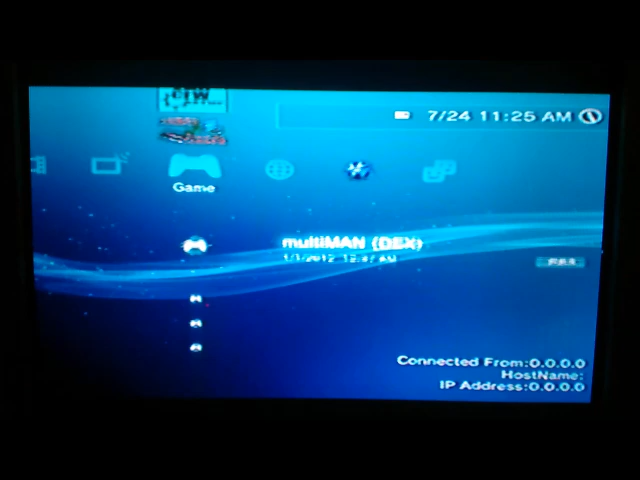 7/24 11:25 AM
Game
multiMAN (DEX)
1/1/2012 12:47 AM
Connected From:0.0.0.0
HostName:
IP Address:0.0.0.0